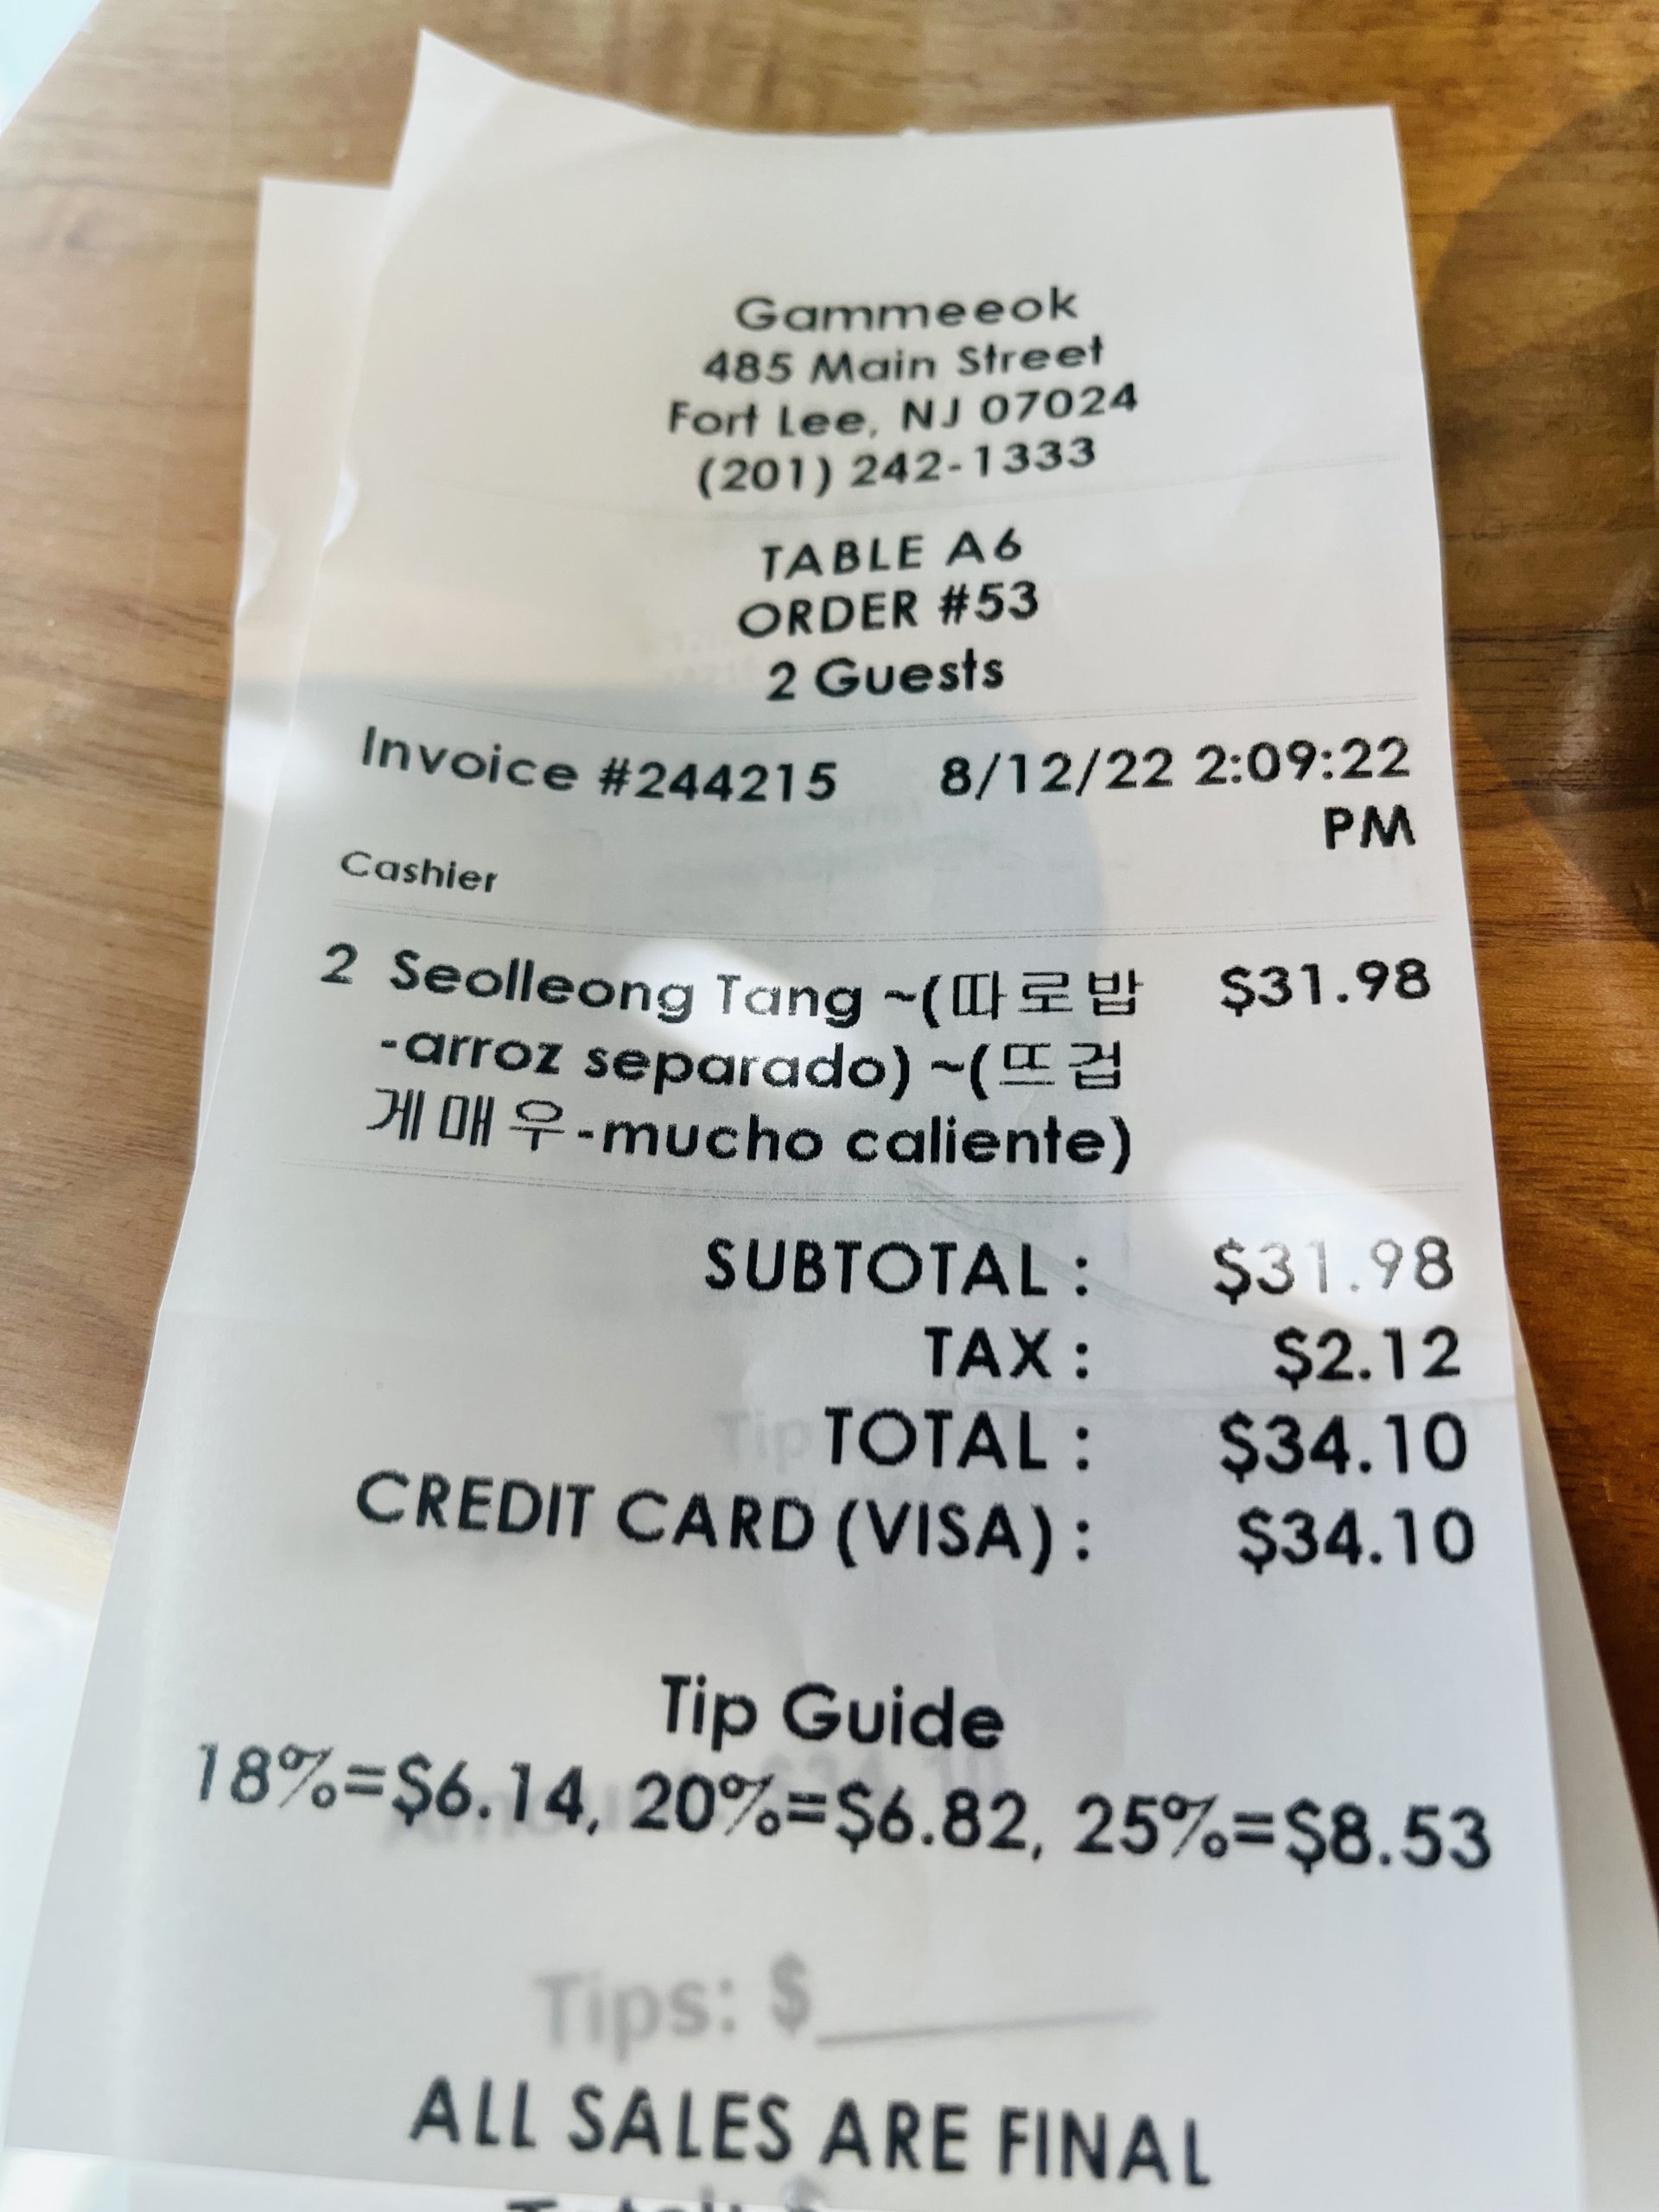 Gammeeok
485 Main Street
Fort Lee, NJ 07024
(201) 242-1333
TABLE A6
ORDER #53
2 Guests
Invoice #244215 8/12/22 2:09:22
PM
Cashier
2 Seolleong Tang ~(따로밥 $31.98
-arroz separado) ~(뜨겁
게매우-mucho caliente)
SUBTOTAL : $31.98
TAX : $2.12
TOTAL : $34.10
CREDIT CARD (VISA) : $34.10
Tip Guide
18%=$6.14, 20%=$6.82, 25%=$8.53
Tips: $
ALL SALES ARE FINAL